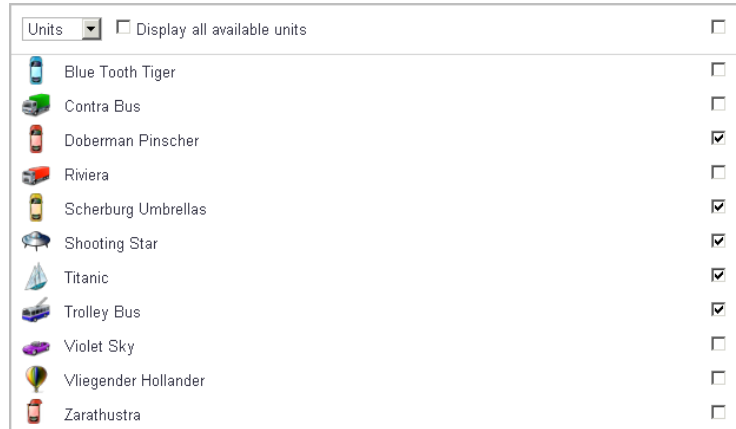 Units Display all available units
Blue Tooth Tiger
Contra Bus
Doberman Pinscher
Riviera
Scherburg Umbrellas
Shooting Star
Titanic
Trolley Bus
Violet Sky
Vliegender Hollander
Zarathustra